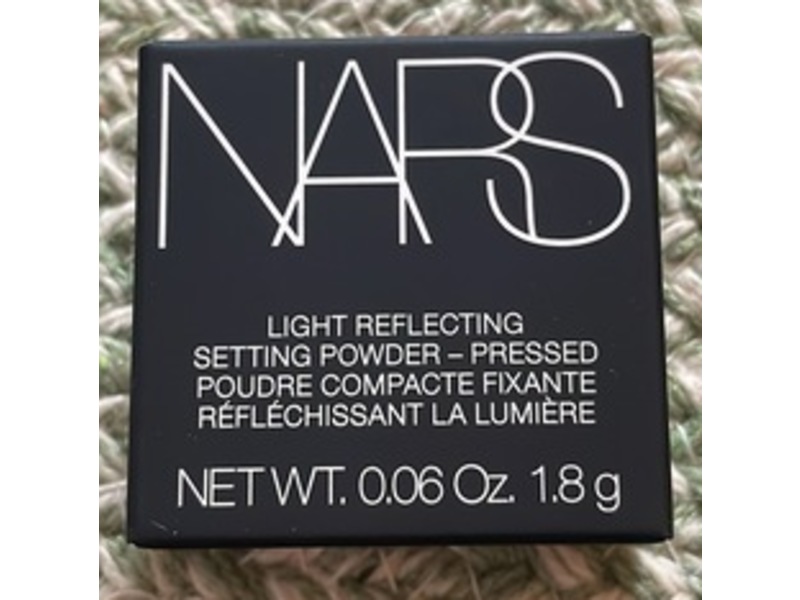 NARS
LIGHT REFLECTING
SETTING POWDER – PRESSED
POUDRE COMPACTE FIXANTE
RÉFLÉCHISSANT LA LUMIÈRE
NET WT. 0.06 Oz. 1.8 g